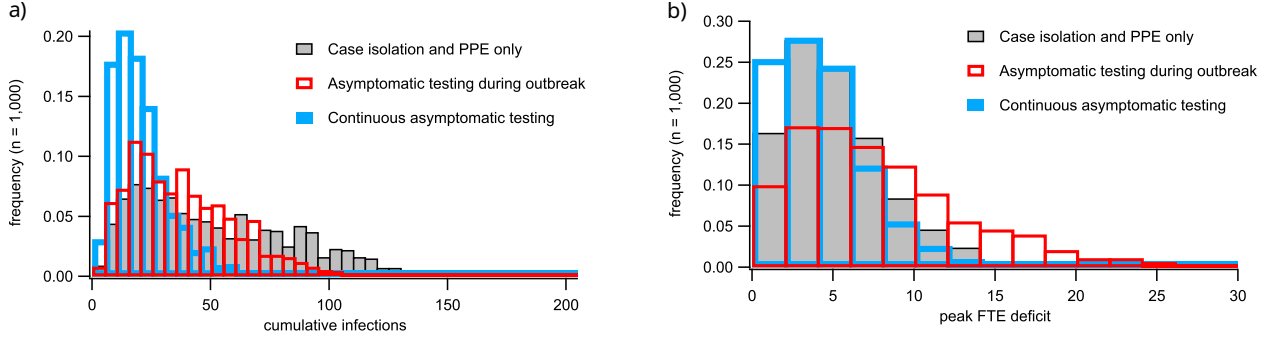 a)
0.20
0.15
0.10
0.05
0.00
frequency (n = 1,000)
Case isolation and PPE only
Asymptomatic testing during outbreak
Continuous asymptomatic testing
0
50
100
150
200
cumulative infections
b)
0.30
0.25
0.20
0.15
0.10
0.05
0.00
frequency (n = 1,000)
Case isolation and PPE only
Asymptomatic testing during outbreak
Continuous asymptomatic testing
0
5
10
15
20
25
30
peak FTE deficit